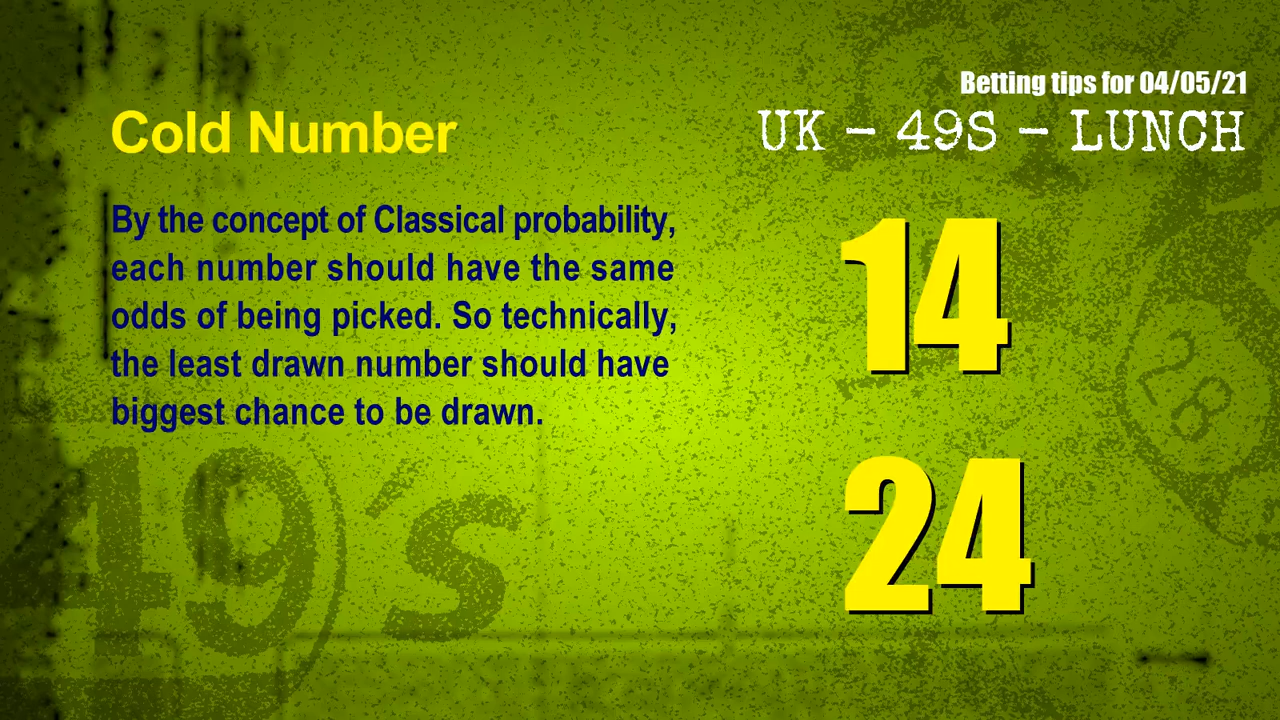 Betting tips for 04/05/21
UK - 49S - LUNCH
Cold Number
By the concept of Classical probability,
each number should have the same
odds of being picked. So technically,
the least drawn number should have
biggest chance to be drawn.
14
24
49's
28